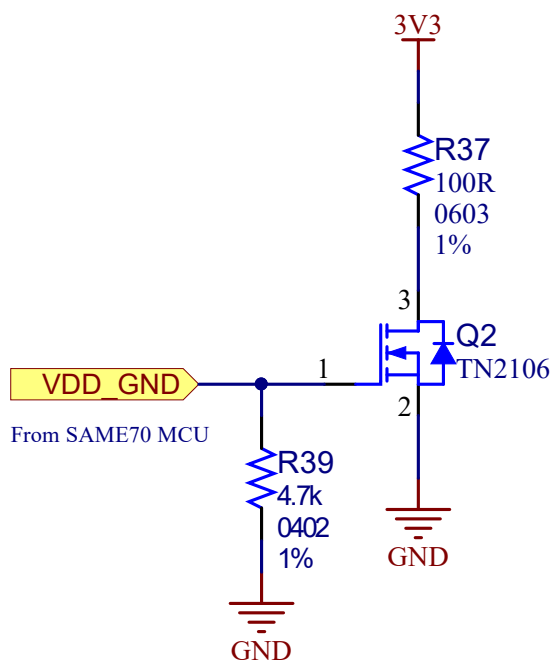 3V3
R37
100R
0603
1%
3
Q2
TN2106
1
2
VDD_GND
From SAME70 MCU
R39
4.7k
0402
1%
GND
GND